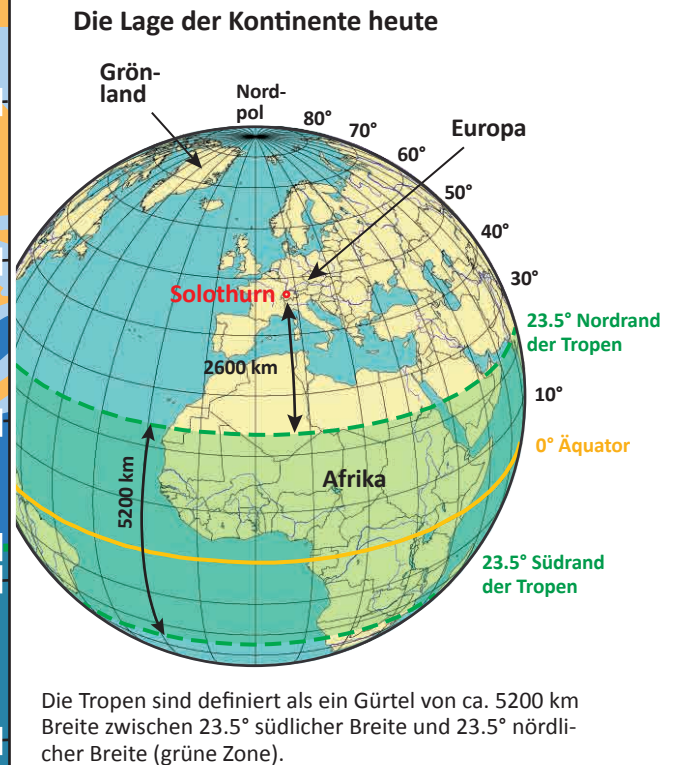 Die Lage der Kontinente heute
Grön-
land
Nord-
pol
80°
70°
Europa
60°
50°
40°
30°
Solothurn
23.5° Nordrand
der Tropen
2600 km
10°
0° Äquator
Afrika
5200 km
23.5° Südrand
der Tropen
Die Tropen sind definiert als ein Gürtel von ca. 5200 km
Breite zwischen 23.5° südlicher Breite und 23.5° nördli-
cher Breite (grüne Zone).